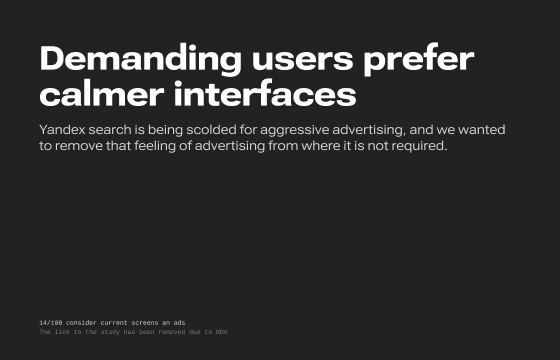 Demanding users prefer
calmer interfaces
Yandex search is being scolded for aggressive advertising, and we wanted
to remove that feeling of advertising from where it is not required.
14/100 consider current screens an ads
The link to the study has been removed due to NDA